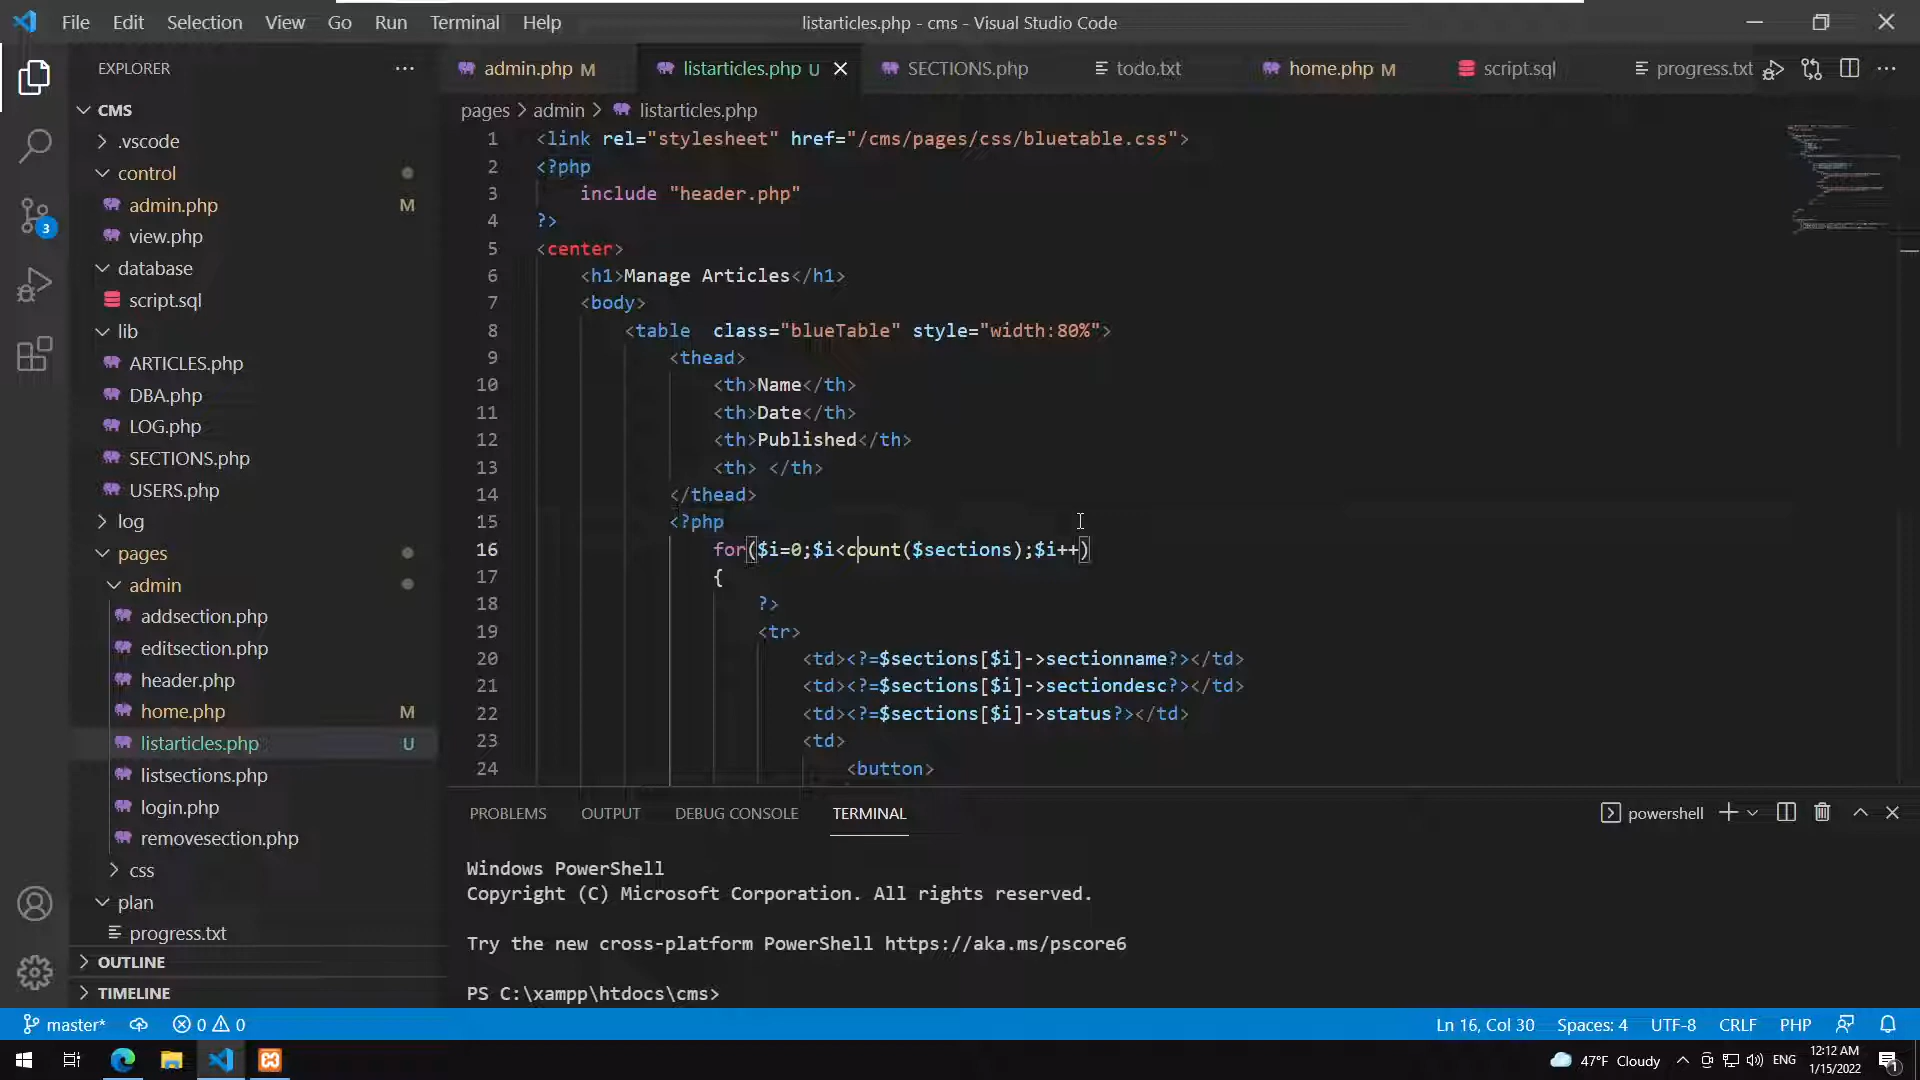 File Edit Selection View Go Run Terminal Help
listarticles.php - cms - Visual Studio Code
EXPLORER
admin.php M
listarticles.php U
SECTIONS.php
todo.txt
home.php M
script.sql
progress.txt
pages > admin > listarticles.php
CMS
.vscode
control
admin.php M
view.php
database
script.sql
lib
ARTICLES.php
DBA.php
LOG.php
SECTIONS.php
USERS.php
log
pages
admin
addsection.php
editsection.php
header.php
home.php M
listarticles.php U
listsections.php
login.php
removesection.php
css
plan
progress.txt
OUTLINE
TIMELINE
3
1 <link rel="stylesheet" href="/cms/pages/css/bluetable.css">
2 <?php
3 include "header.php"
4 ?>
5 <center>
6 <h1>Manage Articles</h1>
7 <body>
8 <table  class="blueTable" style="width:80%">
9 <thead>
10 <th>Name</th>
11 <th>Date</th>
12 <th>Published</th>
13 <th> </th>
14 </thead>
15 <?php
16 for($i=0;$i<count($sections);$i++)
17 {
18 ?>
19 <tr>
20 <td><?=$sections[$i]->sectionname?></td>
21 <td><?=$sections[$i]->sectiondesc?></td>
22 <td><?=$sections[$i]->status?></td>
23 <td>
24 <button>
PROBLEMS OUTPUT DEBUG CONSOLE TERMINAL
powershell
Windows PowerShell
Copyright (C) Microsoft Corporation. All rights reserved.
Try the new cross-platform PowerShell https://aka.ms/pscore6
PS C:\xampp\htdocs\cms>
master* 0 0
Ln 16, Col 30 Spaces: 4 UTF-8 CRLF PHP
47°F Cloudy ENG
12:12 AM
1/15/2022
1